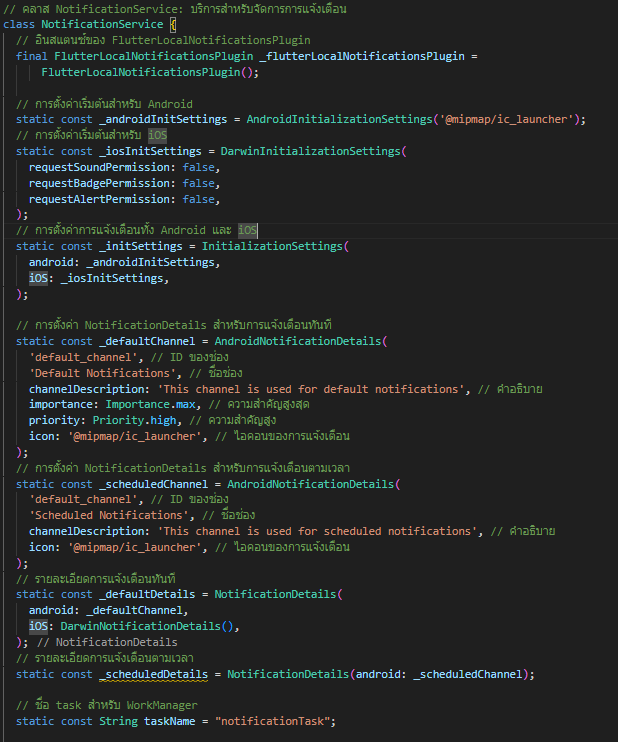 // คลาส NotificationService: บริการสำหรับจัดการการแจ้งเตือน
class NotificationService {
// อินสแตนซ์ของ FlutterLocalNotificationsPlugin
final FlutterLocalNotificationsPlugin _flutterLocalNotificationsPlugin =
FlutterLocalNotificationsPlugin();
// การตั้งค่าเริ่มต้นสำหรับ Android
static const _androidInitSettings = AndroidInitializationSettings('@mipmap/ic_launcher');
// การตั้งค่าเริ่มต้นสำหรับ iOS
static const _iosInitSettings = DarwinInitializationSettings(
requestSoundPermission: false,
requestBadgePermission: false,
requestAlertPermission: false,
);
// การตั้งค่าการแจ้งเตือนทั้ง Android และ iOS
static const _initSettings = InitializationSettings(
android: _androidInitSettings,
iOS: _iosInitSettings,
);
// การตั้งค่า NotificationDetails สำหรับการแจ้งเตือนทันที
static const _defaultChannel = AndroidNotificationDetails(
'default_channel', // ID ของช่อง
'Default Notifications', // ชื่อช่อง
channelDescription: 'This channel is used for default notifications', // คำอธิบาย
importance: Importance.max, // ความสำคัญสูงสุด
priority: Priority.high, // ความสำคัญสูง
icon: '@mipmap/ic_launcher', // ไอคอนของการแจ้งเตือน
);
// การตั้งค่า NotificationDetails สำหรับการแจ้งเตือนตามเวลา
static const _scheduledChannel = AndroidNotificationDetails(
'default_channel', // ID ของช่อง
'Scheduled Notifications', // ชื่อช่อง
channelDescription: 'This channel is used for scheduled notifications', // คำอธิบาย
icon: '@mipmap/ic_launcher', // ไอคอนของการแจ้งเตือน
);
// รายละเอียดการแจ้งเตือนทันที
static const _defaultDetails = NotificationDetails(
android: _defaultChannel,
iOS: DarwinNotificationDetails(),
); // NotificationDetails
// รายละเอียดการแจ้งเตือนตามเวลา
static const _scheduledDetails = NotificationDetails(android: _scheduledChannel);
// ชื่อ task สำหรับ WorkManager
static const String taskName = "notificationTask";